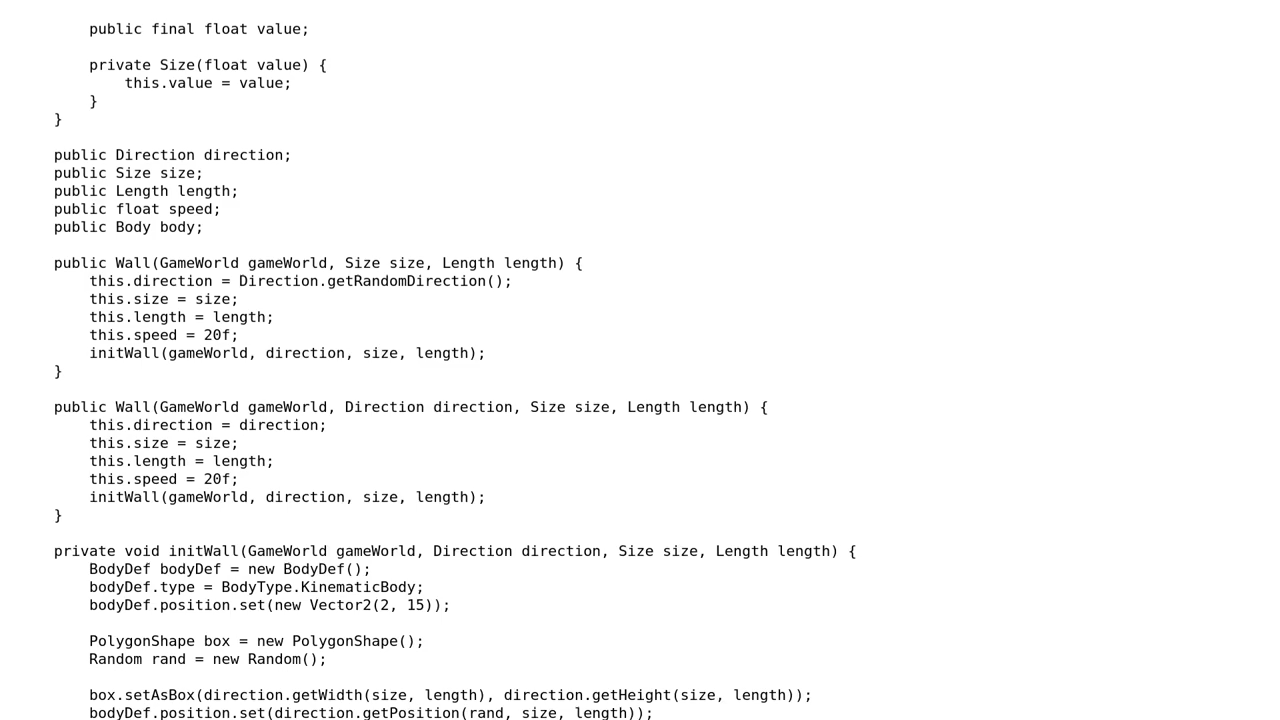 public final float value;

    private Size(float value) {
        this.value = value;
    }
}

public Direction direction;
public Size size;
public Length length;
public float speed;
public Body body;

public Wall(GameWorld gameWorld, Size size, Length length) {
    this.direction = Direction.getRandomDirection();
    this.size = size;
    this.length = length;
    this.speed = 20f;
    initWall(gameWorld, direction, size, length);
}

public Wall(GameWorld gameWorld, Direction direction, Size size, Length length) {
    this.direction = direction;
    this.size = size;
    this.length = length;
    this.speed = 20f;
    initWall(gameWorld, direction, size, length);
}

private void initWall(GameWorld gameWorld, Direction direction, Size size, Length length) {
    BodyDef bodyDef = new BodyDef();
    bodyDef.type = BodyType.KinematicBody;
    bodyDef.position.set(new Vector2(2, 15));

    PolygonShape box = new PolygonShape();
    Random rand = new Random();

    box.setAsBox(direction.getWidth(size, length), direction.getHeight(size, length));
    bodyDef.position.set(direction.getPosition(rand, size, length));